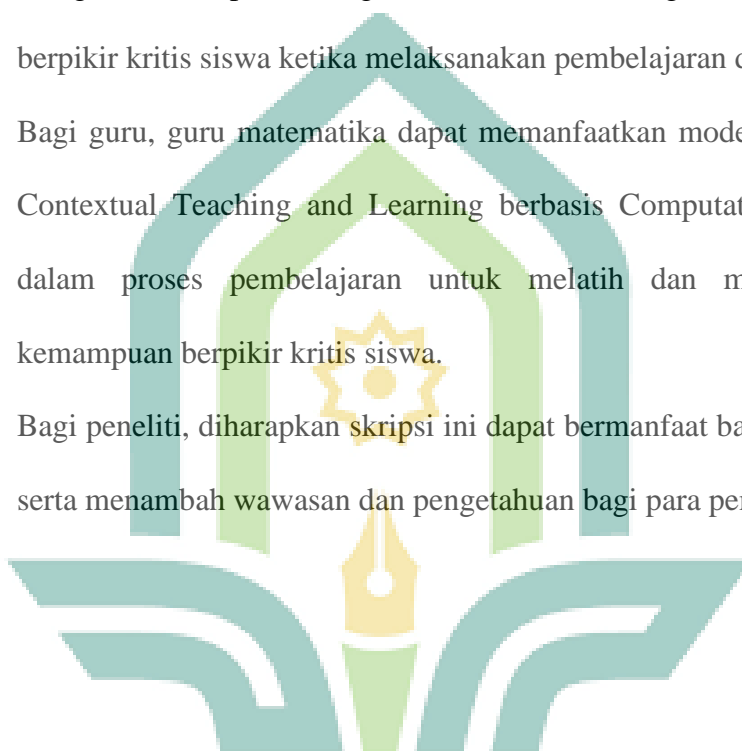 berpikir kritis siswa ketika melaksanakan pembelajaran
Bagi guru, guru matematika dapat memanfaatkan
Contextual Teaching and Learning berbasis
dalam proses pembelajaran untuk melatih dan
kemampuan berpikir kritis siswa.
Bagi peneliti, diharapkan skripsi ini dapat bermanfaat
serta menambah wawasan dan pengetahuan bagi para